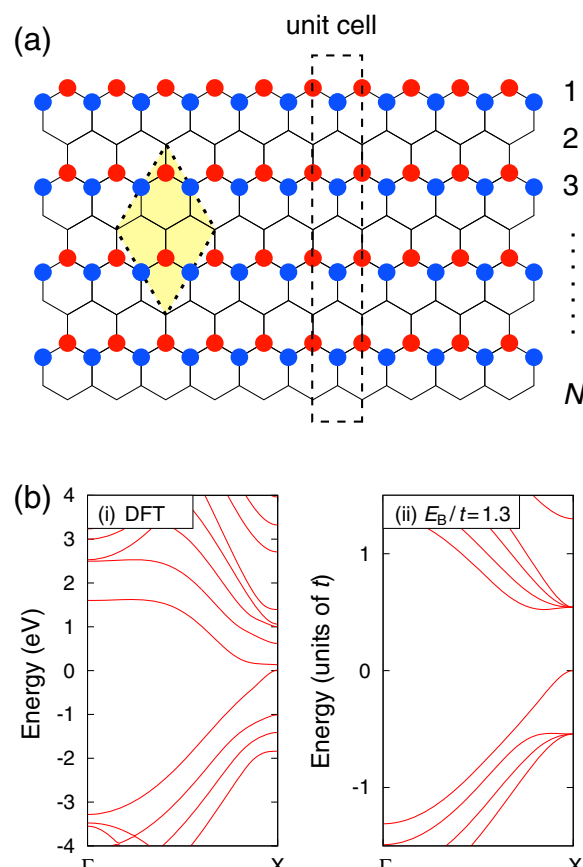 unit cell
(a)
1
2
3
N
(b)
(i) DFT
(ii) E_B/t=1.3
4
3
2
1
0
-1
-2
-3
-4
Energy (eV)
Γ
X
1
0
-1
Energy (units of t)
Γ
X